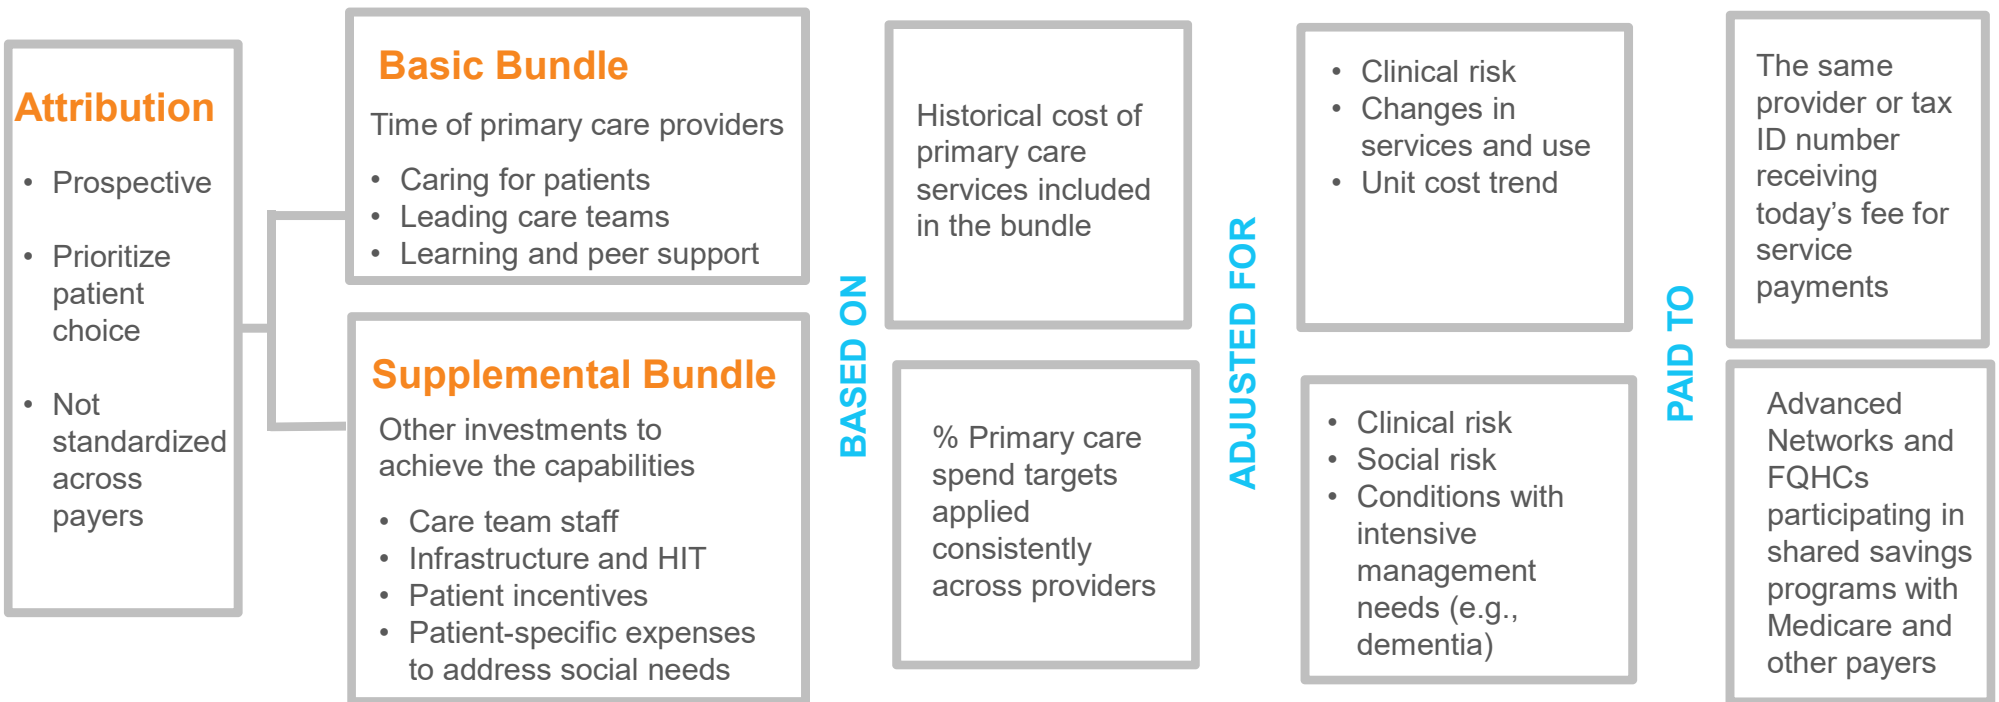 Attribution
• Prospective
• Prioritize
patient
choice
• Not
standardized
across
payers
Basic Bundle
Time of primary care providers
• Caring for patients
• Leading care teams
• Learning and peer support
Supplemental Bundle
Other investments to
achieve the capabilities
• Care team staff
• Infrastructure and HIT
• Patient incentives
• Patient-specific expenses
to address social needs
BASED ON
Historical cost of
primary care
services included
in the bundle
% Primary care
spend targets
applied
consistently
across providers
ADJUSTED FOR
• Clinical risk
• Changes in
services and use
• Unit cost trend
• Clinical risk
• Social risk
• Conditions with
intensive
management
needs (e.g.,
dementia)
PAID TO
The same
provider or tax
ID number
receiving
today’s fee for
service
payments
Advanced
Networks and
FQHCs
participating in
shared savings
programs with
Medicare and
other payers